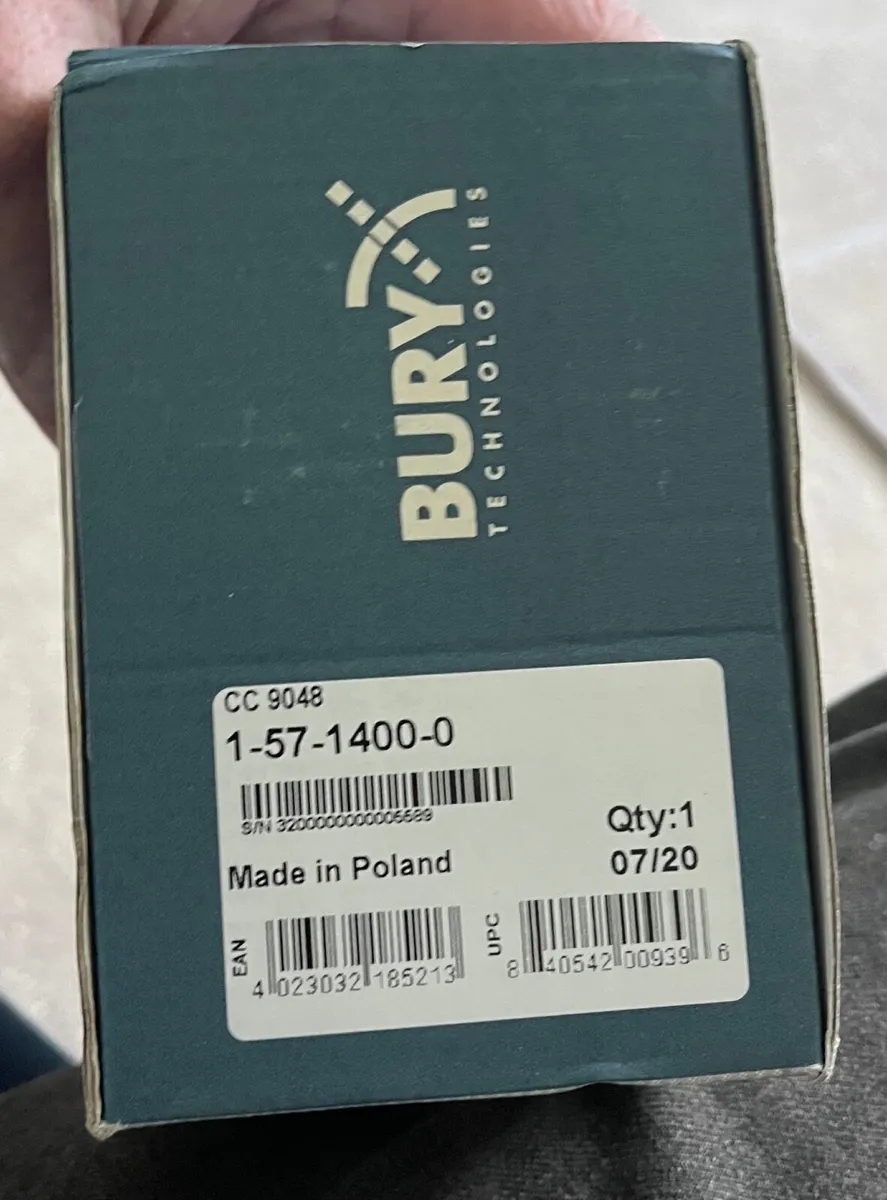 BURY
TECHNOLOGIES
CC 9048
1-57-1400-0
S/N 3200000000006689
Qty:1
Made in Poland
07/20
EAN
4 023032 185213
UPC
8 40542 00939 6